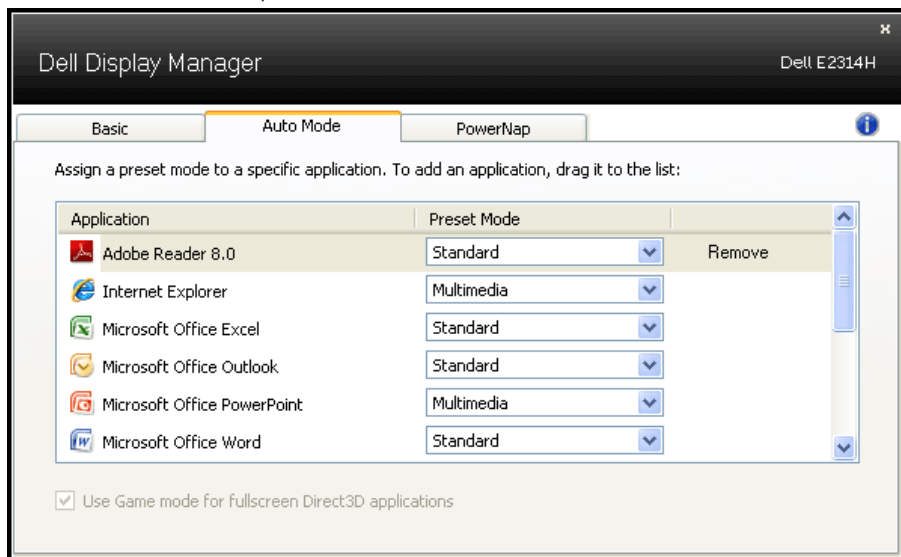 x
Dell Display Manager
Dell E2314H
Basic Auto Mode PowerNap
Assign a preset mode to a specific application. To add an application, drag it to the list:
Application Preset Mode
Adobe Reader 8.0 Standard Remove
Internet Explorer Multimedia
Microsoft Office Excel Standard
Microsoft Office Outlook Standard
Microsoft Office PowerPoint Multimedia
Microsoft Office Word Standard
Use Game mode for fullscreen Direct3D applications